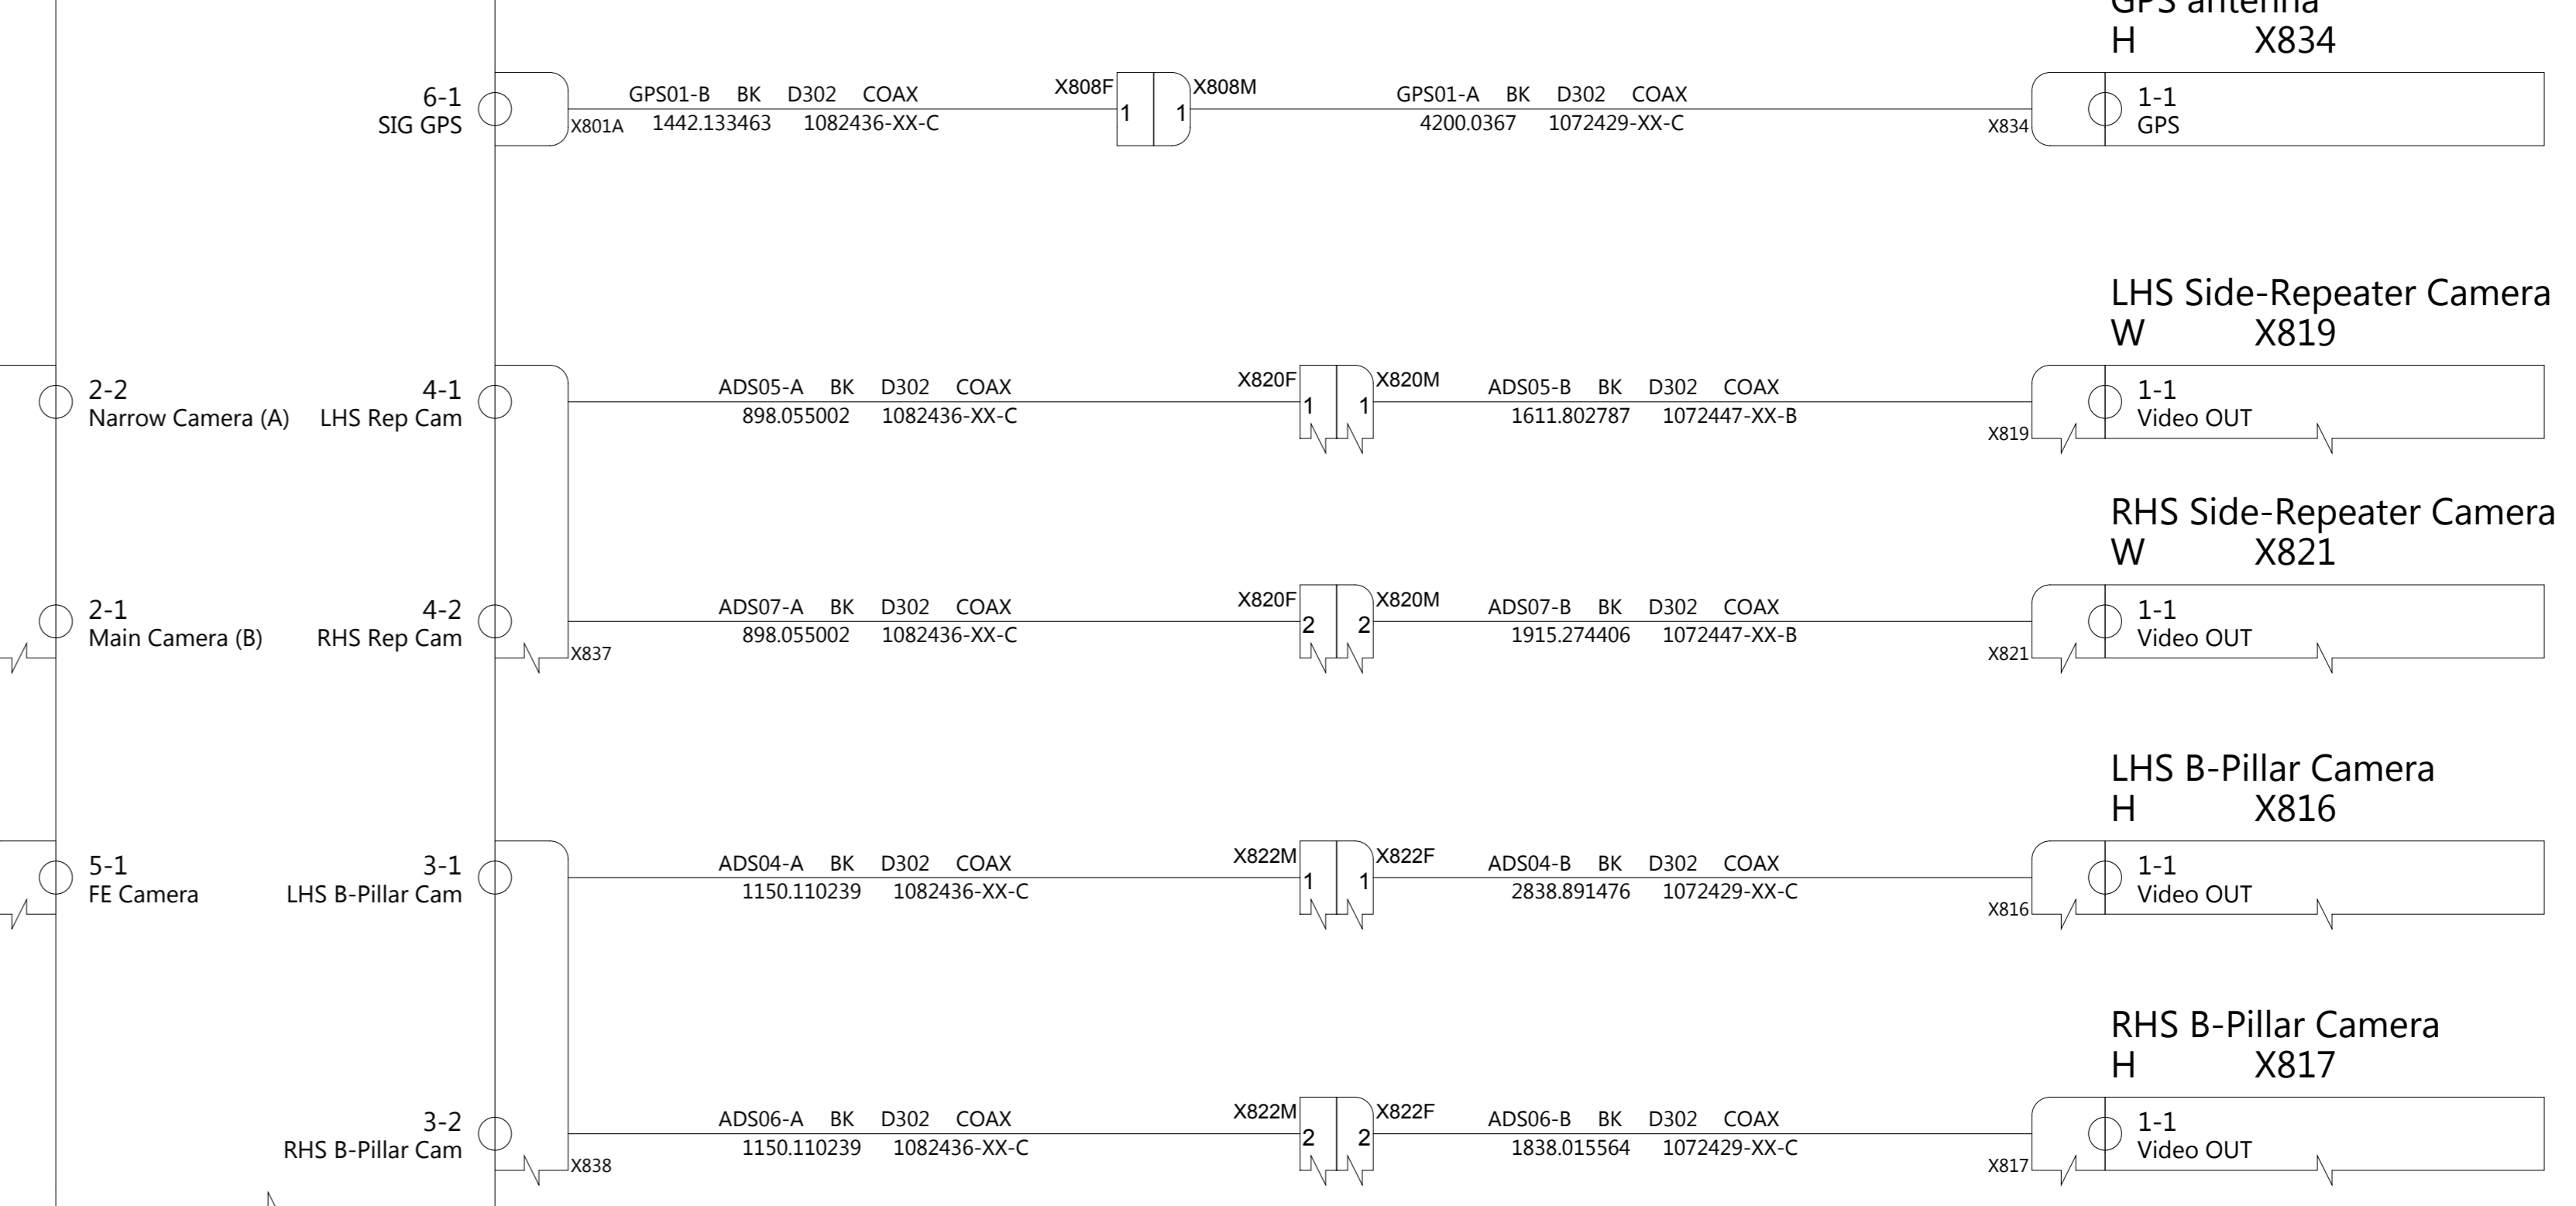 GPS antenna
H X834
6-1
SIG GPS
X801A
GPS01-B BK D302 COAX
1442.133463 1082436-XX-C
X808F
1
1
X808M
GPS01-A BK D302 COAX
4200.0367 1072429-XX-C
X834
1-1
GPS
LHS Side-Repeater Camera
W X819
2-2
Narrow Camera (A)
4-1
LHS Rep Cam
ADS05-A BK D302 COAX
898.055002 1082436-XX-C
X820F
1
1
X820M
ADS05-B BK D302 COAX
1611.802787 1072447-XX-B
X819
1-1
Video OUT
RHS Side-Repeater Camera
W X821
2-1
Main Camera (B)
4-2
RHS Rep Cam
X837
ADS07-A BK D302 COAX
898.055002 1082436-XX-C
X820F
2
2
X820M
ADS07-B BK D302 COAX
1915.274406 1072447-XX-B
X821
1-1
Video OUT
LHS B-Pillar Camera
H X816
5-1
FE Camera
3-1
LHS B-Pillar Cam
ADS04-A BK D302 COAX
1150.110239 1082436-XX-C
X822M
1
1
X822F
ADS04-B BK D302 COAX
2838.891476 1072429-XX-C
X816
1-1
Video OUT
RHS B-Pillar Camera
H X817
3-2
RHS B-Pillar Cam
X838
ADS06-A BK D302 COAX
1150.110239 1082436-XX-C
X822M
2
2
X822F
ADS06-B BK D302 COAX
1838.015564 1072429-XX-C
X817
1-1
Video OUT